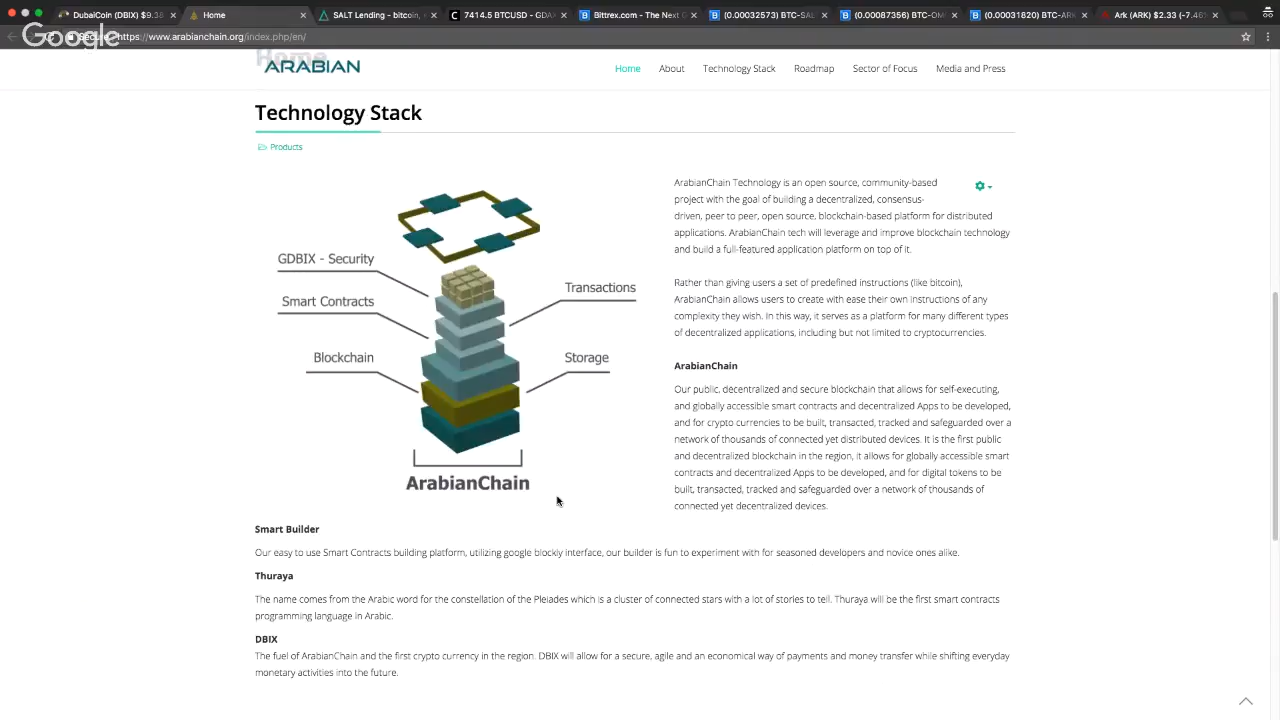 DubaiCoin (DBIX) $9.38
Home
SALT Lending - bitcoin,
7414.5 BTCUSD - GDAX
Bittrex.com - The Next G
(0.00032573) BTC-SAL
(0.00087356) BTC-OM
(0.00031820) BTC-ARK
Ark (ARK) $2.33 (-7.46
Google
Secure
https://www.arabianchain.org/index.php/en/
Home
ARABIAN
Home
About
Technology Stack
Roadmap
Sector of Focus
Media and Press
Technology Stack
Products
GDBIX - Security
Smart Contracts
Blockchain
Transactions
Storage
ArabianChain
ArabianChain Technology is an open source, community-based
project with the goal of building a decentralized, consensus-
driven, peer to peer, open source, blockchain-based platform for distributed
applications. ArabianChain tech will leverage and improve blockchain technology
and build a full-featured application platform on top of it.
Rather than giving users a set of predefined instructions (like bitcoin),
ArabianChain allows users to create with ease their own instructions of any
complexity they wish. In this way, it serves as a platform for many different types
of decentralized applications, including but not limited to cryptocurrencies.
ArabianChain
Our public, decentralized and secure blockchain that allows for self-executing,
and globally accessible smart contracts and decentralized Apps to be developed,
and for crypto currencies to be built, transacted, tracked and safeguarded over a
network of thousands of connected yet distributed devices. It is the first public
and decentralized blockchain in the region, it allows for globally accessible smart
contracts and decentralized Apps to be developed, and for digital tokens to be
built, transacted, tracked and safeguarded over a network of thousands of
connected yet decentralized devices.
Smart Builder
Our easy to use Smart Contracts building platform, utilizing google blockly interface, our builder is fun to experiment with for seasoned developers and novice ones alike.
Thuraya
The name comes from the Arabic word for the constellation of the Pleiades which is a cluster of connected stars with a lot of stories to tell. Thuraya will be the first smart contracts
programming language in Arabic.
DBIX
The fuel of ArabianChain and the first crypto currency in the region. DBIX will allow for a secure, agile and an economical way of payments and money transfer while shifting everyday
monetary activities into the future.